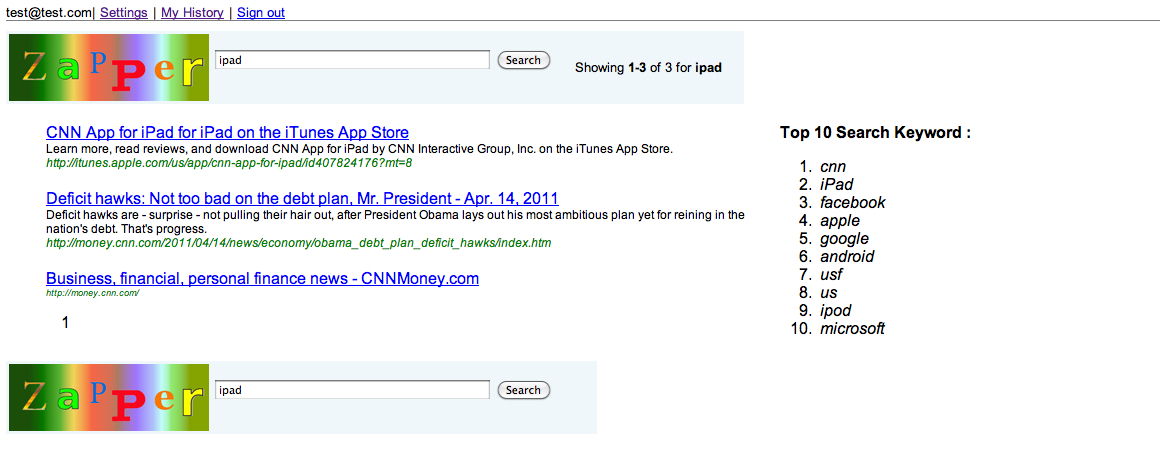 test@test.com| Settings | My History | Sign out
Zapper
ipad
Search
Showing 1-3 of 3 for ipad
CNN App for iPad for iPad on the iTunes App Store
Learn more, read reviews, and download CNN App for iPad by CNN Interactive Group, Inc. on the iTunes App Store.
http://itunes.apple.com/us/app/cnn-app-for-ipad/id407824176?mt=8
Deficit hawks: Not too bad on the debt plan, Mr. President - Apr. 14, 2011
Deficit hawks are - surprise - not pulling their hair out, after President Obama lays out his most ambitious plan yet for reining in the
nation's debt. That's progress.
http://money.cnn.com/2011/04/14/news/economy/obama_debt_plan_deficit_hawks/index.htm
Business, financial, personal finance news - CNNMoney.com
http://money.cnn.com/
1
Top 10 Search Keyword :
1. cnn
2. iPad
3. facebook
4. apple
5. google
6. android
7. usf
8. us
9. ipod
10. microsoft
Zapper
ipad
Search